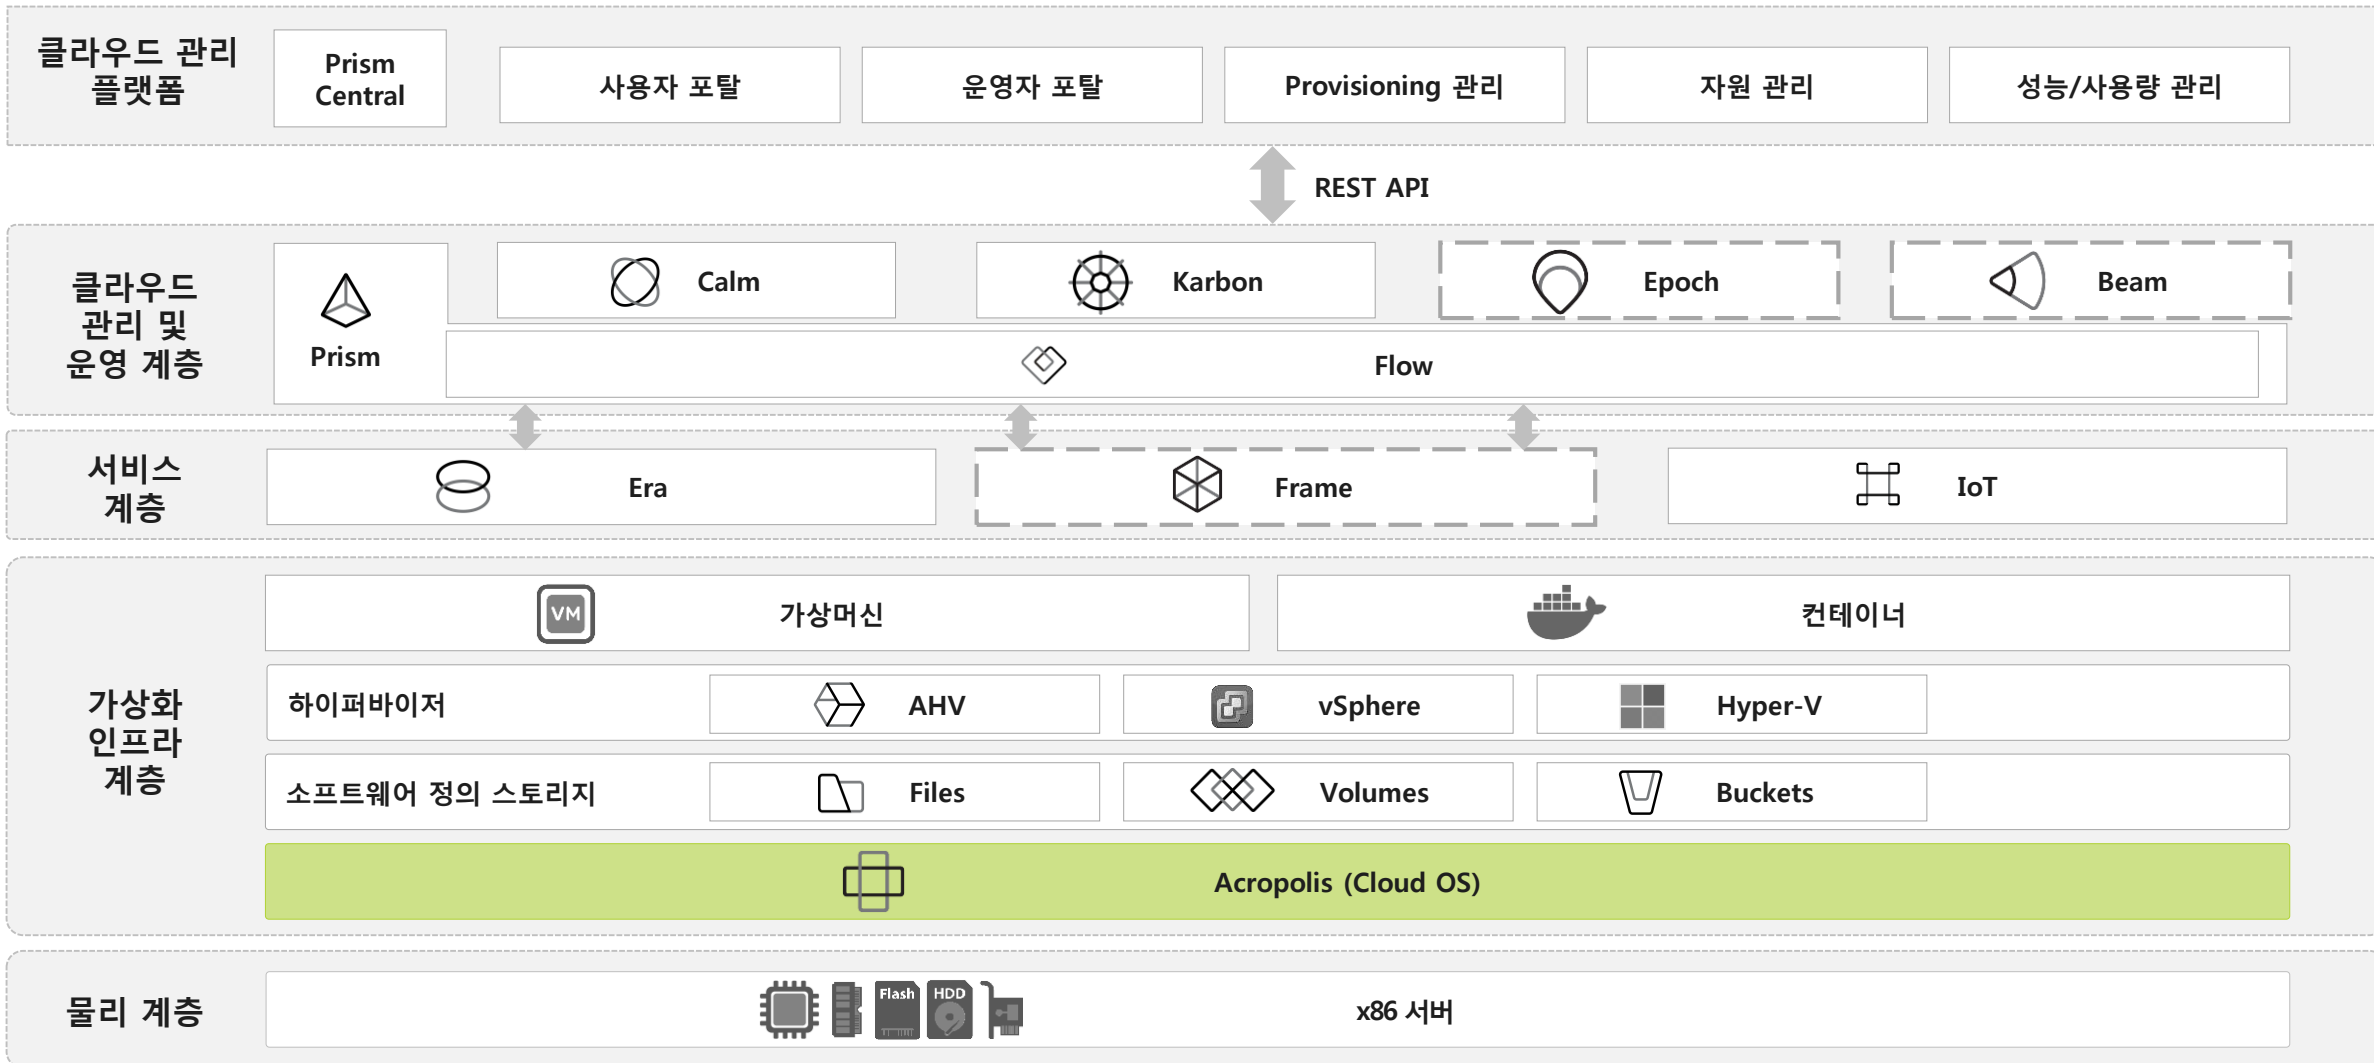 클라우드 관리
플랫폼
Prism
Central
사용자 포탈
운영자 포탈
Provisioning 관리
자원 관리
성능/사용량 관리
REST API
클라우드
관리 및
운영 계층
Prism
Calm
Karbon
Epoch
Beam
Flow
서비스
계층
Era
Frame
IoT
가상화
인프라
계층
VM
가상머신
컨테이너
하이퍼바이저
AHV
vSphere
Hyper-V
소프트웨어 정의 스토리지
Files
Volumes
Buckets
Acropolis (Cloud OS)
물리 계층
Flash
HDD
x86 서버